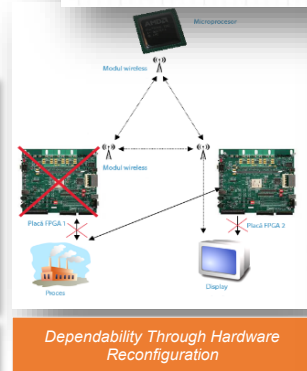 Microprocesor
Modul wireless
Modul wireless
Placă FPGA 1
Placă FPGA 2
Proces
Display
Dependability Through Hardware
Reconfiguration